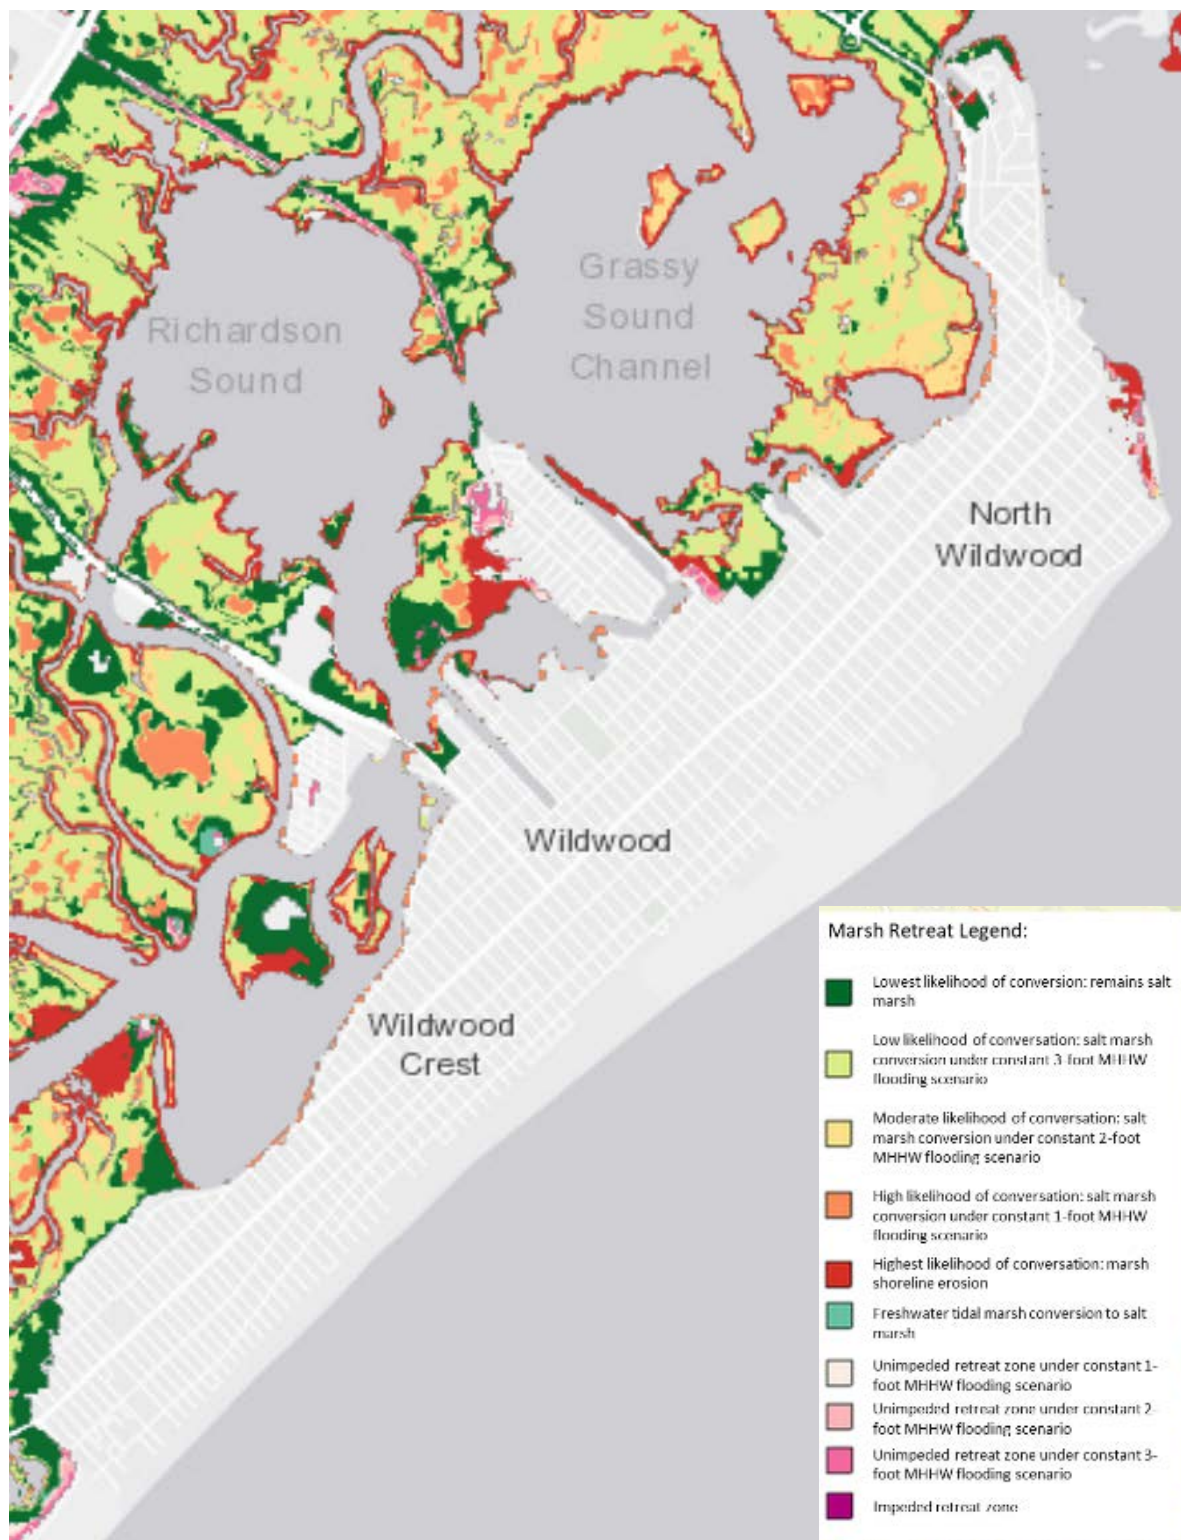 Grassy
Sound
Channel
Richardson
Sound
North
Wildwood
Wildwood
Wildwood
Crest
Marsh Retreat Legend:
Lowest likelihood of conversion: remains salt
marsh
Low likelihood of conversation: salt marsh
conversion under constant 3-foot MHHW
flooding scenario
Moderate likelihood of conversation: salt
marsh conversion under constant 2-foot
MHHW flooding scenario
High likelihood of conversation: salt marsh
conversion under constant 1-foot MHHW
flooding scenario
Highest likelihood of conversation: marsh
shoreline erosion
Freshwater tidal marsh conversion to salt
marsh
Unimpeded retreat zone under constant 1-
foot MHHW flooding scenario
Unimpeded retreat zone under constant 2-
foot MHHW flooding scenario
Unimpeded retreat zone under constant 3-
foot MHHW flooding scenario
Impeded retreat zone